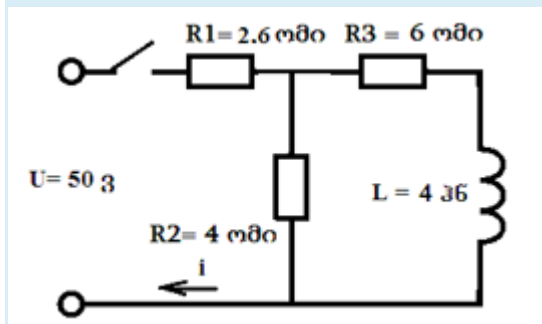 R1= 2.6 ომი R3 = 6 ომი
U= 50 ვ
L = 4 ჰნ
R2= 4 ომი
i